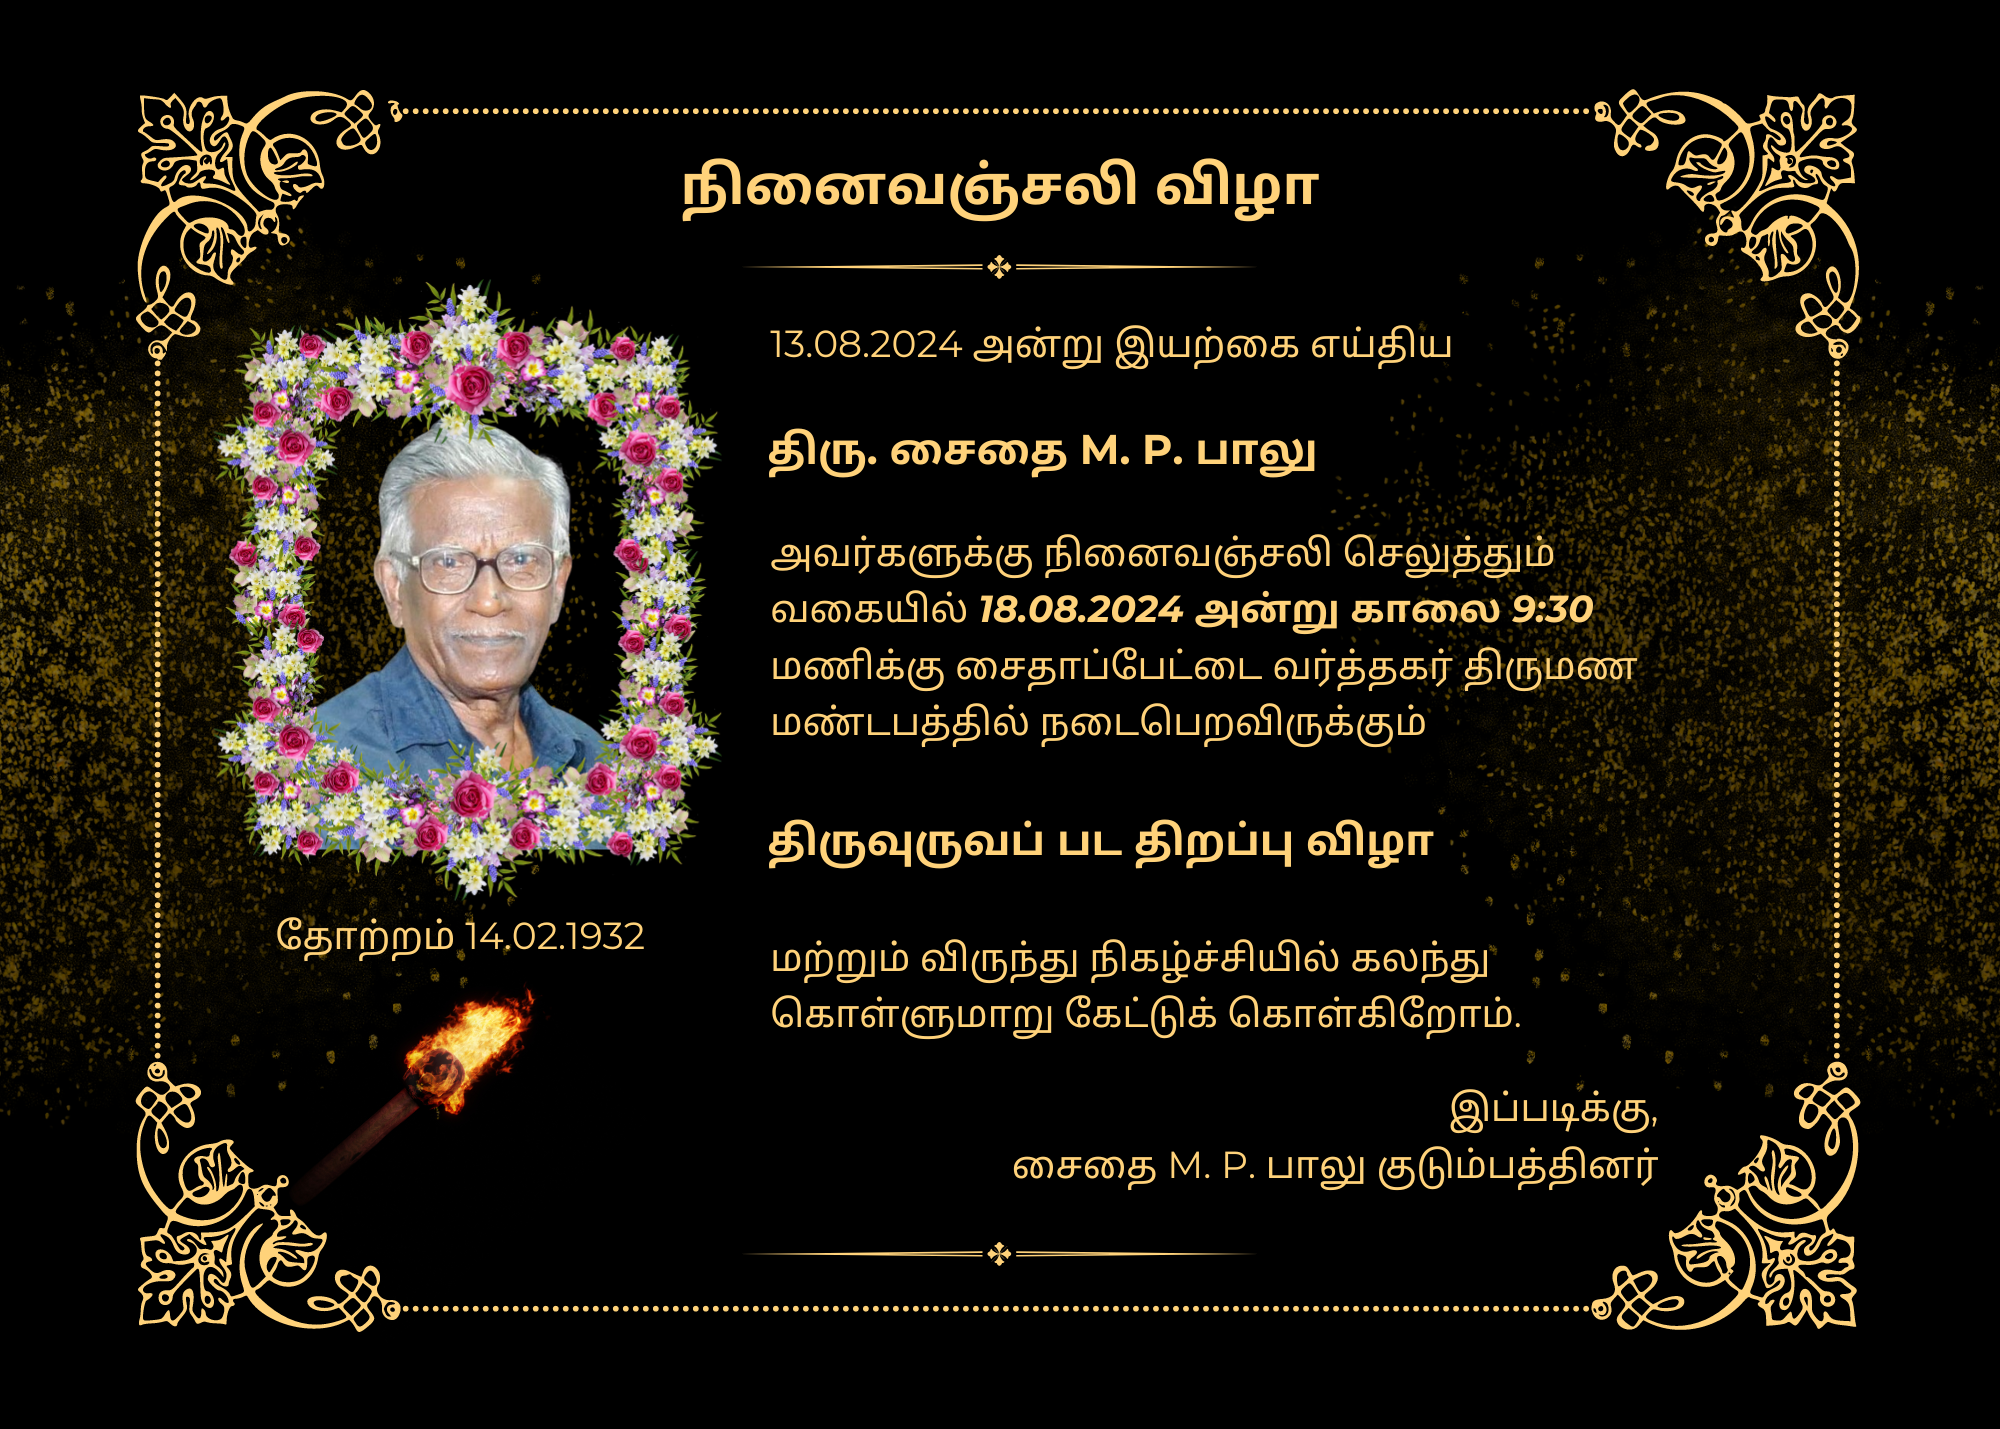 நினைவஞ்சலி விழா
13.08.2024 அன்று இயற்கை எய்திய
திரு. சைதை M. P. பாலு
அவர்களுக்கு நினைவஞ்சலி செலுத்தும்
வகையில் 18.08.2024 அன்று காலை 9:30
மணிக்கு சைதாப்பேட்டை வர்த்தகர் திருமண
மண்டபத்தில் நடைபெறவிருக்கும்
திருவுருவப் பட திறப்பு விழா
தோற்றம் 14.02.1932
மற்றும் விருந்து நிகழ்ச்சியில் கலந்து
கொள்ளுமாறு கேட்டுக் கொள்கிறோம்.
இப்படிக்கு,
சைதை M. P. பாலு குடும்பத்தினர்